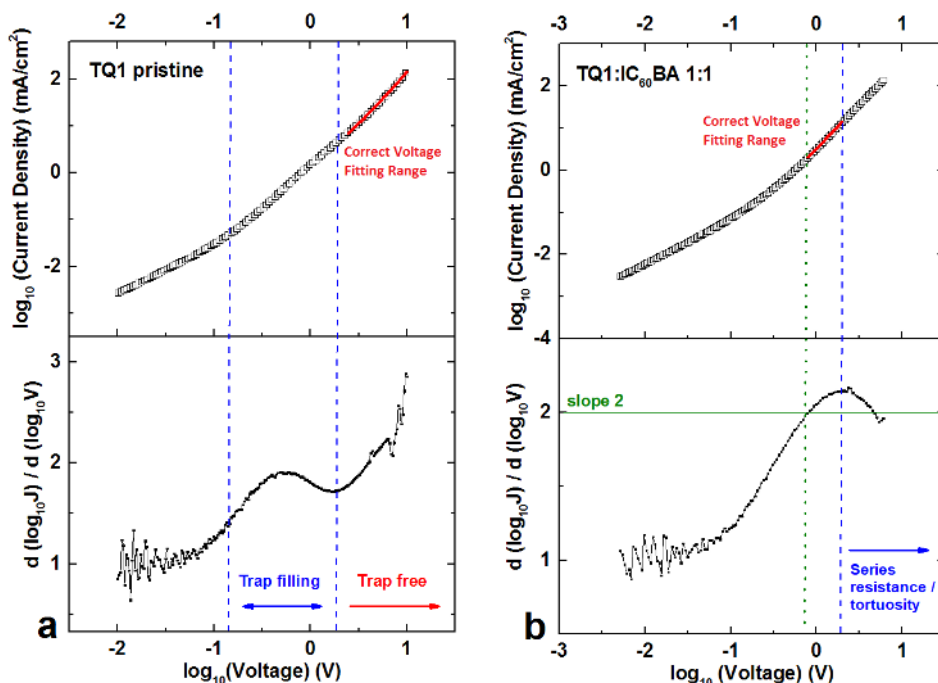 -2 -1 0 1
TQ1 pristine
log10 (Current Density) (mA/cm2)
2
0
-2
Correct Voltage
Fitting Range
d (log10J) / d (log10V)
3
2
1
Trap filling
Trap free
a
-2 -1 0 1
log10(Voltage) (V)
-3 -2 -1 0 1
TQ1:IC60BA 1:1
log10 (Current Density) (mA/cm2)
2
0
-2
-4
Correct Voltage
Fitting Range
d (log10J) / d (log10V)
slope 2
2
1
Series
resistance /
tortuosity
b
-3 -2 -1 0 1
log10(Voltage) (V)